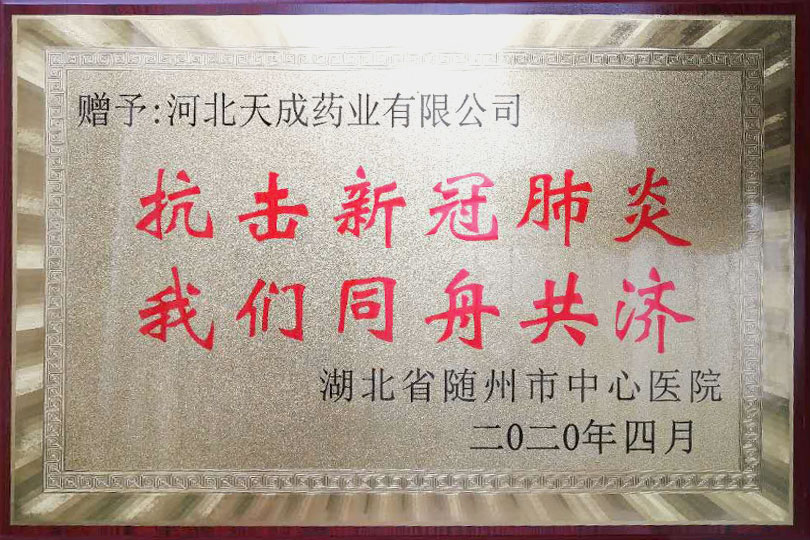 赠予:河北天成药业有限公司
抗击新冠肺炎
我们同舟共济
湖北省随州市中心医院
二0二0年四月